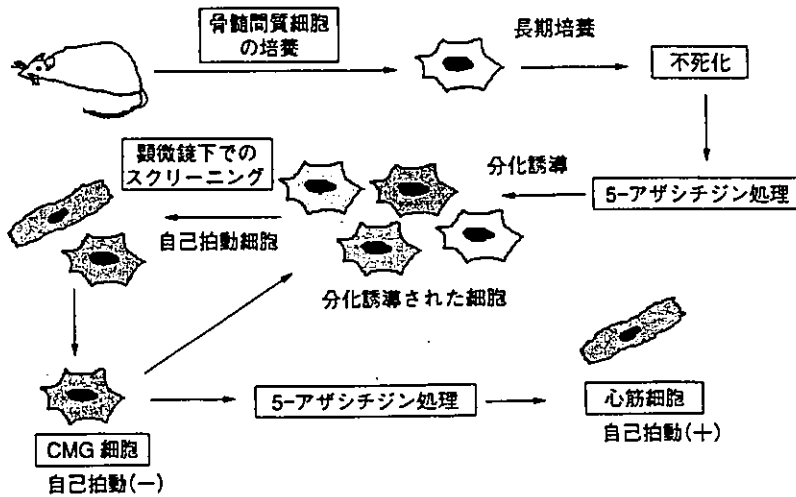 骨髄間質細胞
の培養
長期培養
不死化
顕微鏡下での
スクリーニング
分化誘導
5-アザシチジン処理
自己拍動細胞
分化誘導された細胞
5-アザシチジン処理
心筋細胞
自己拍動(+)
CMG 細胞
自己拍動(-)